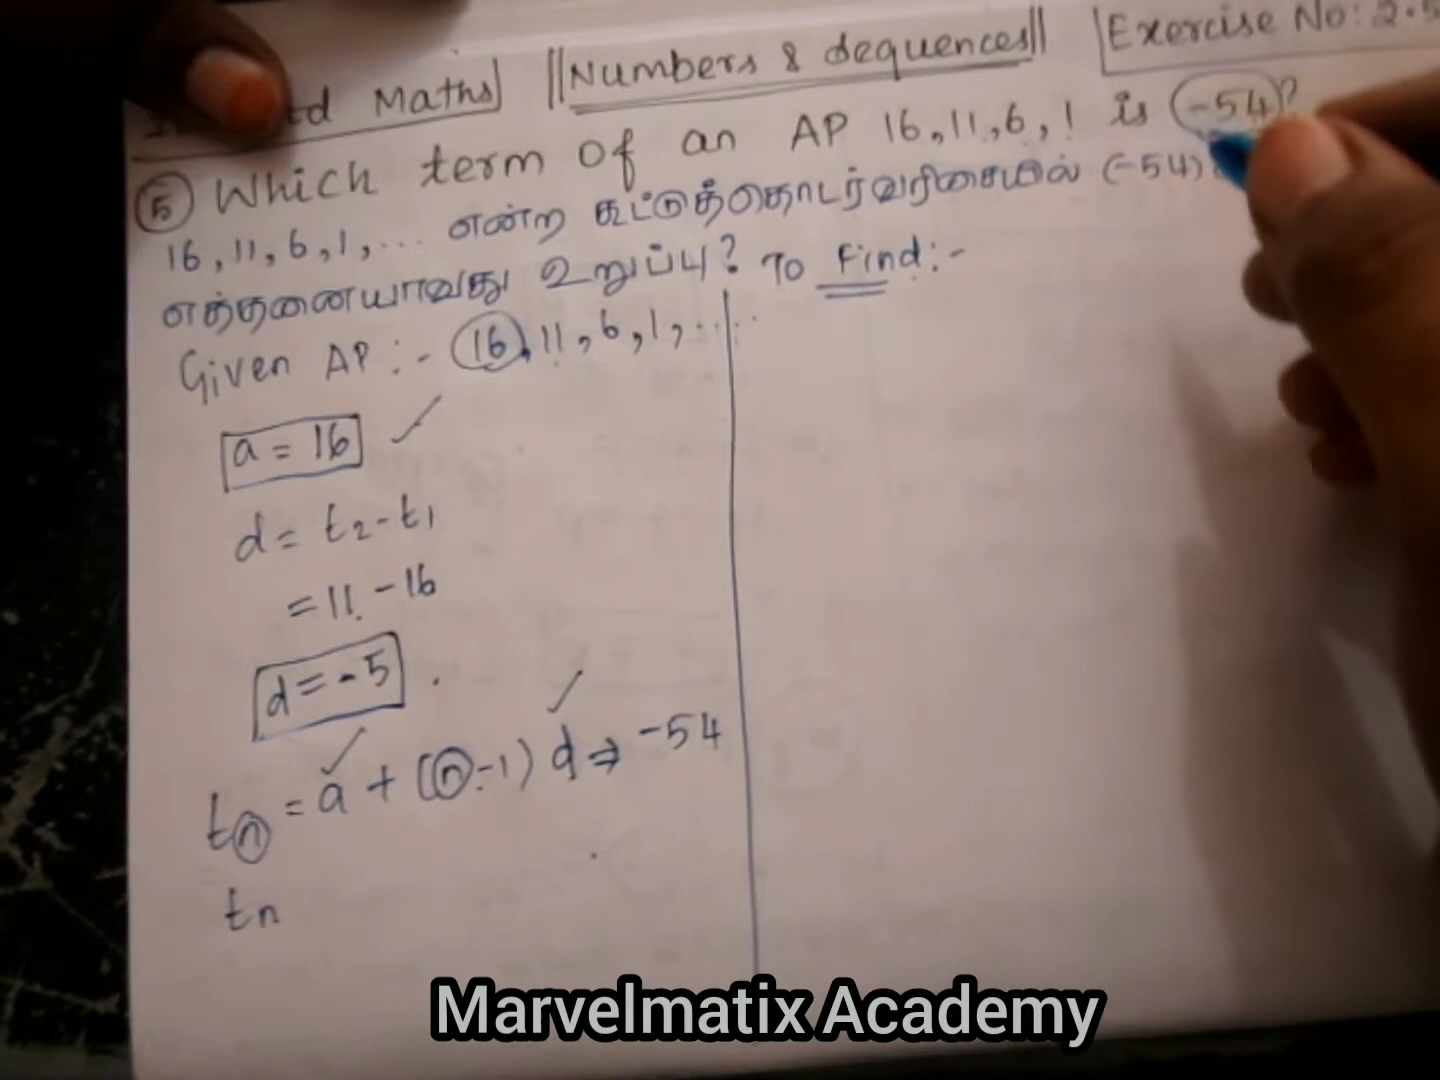 td Maths ||Numbers & Sequences|| Exercise No: 2.5
5 Which term of an AP 16, 11, 6, 1 is -54?
16, 11, 6, 1, ... என்ற கூட்டுத்தொடர்வரிசையில் (-54)
எத்தனையாவது உறுப்பு? To Find:-
Given AP :- 16, 11, 6, 1, ......
a = 16 ✓
d = t2 - t1
= 11 - 16
d = -5 .
tn = a + (n-1) d ⇒ -54
tn
Marvelmatix Academy